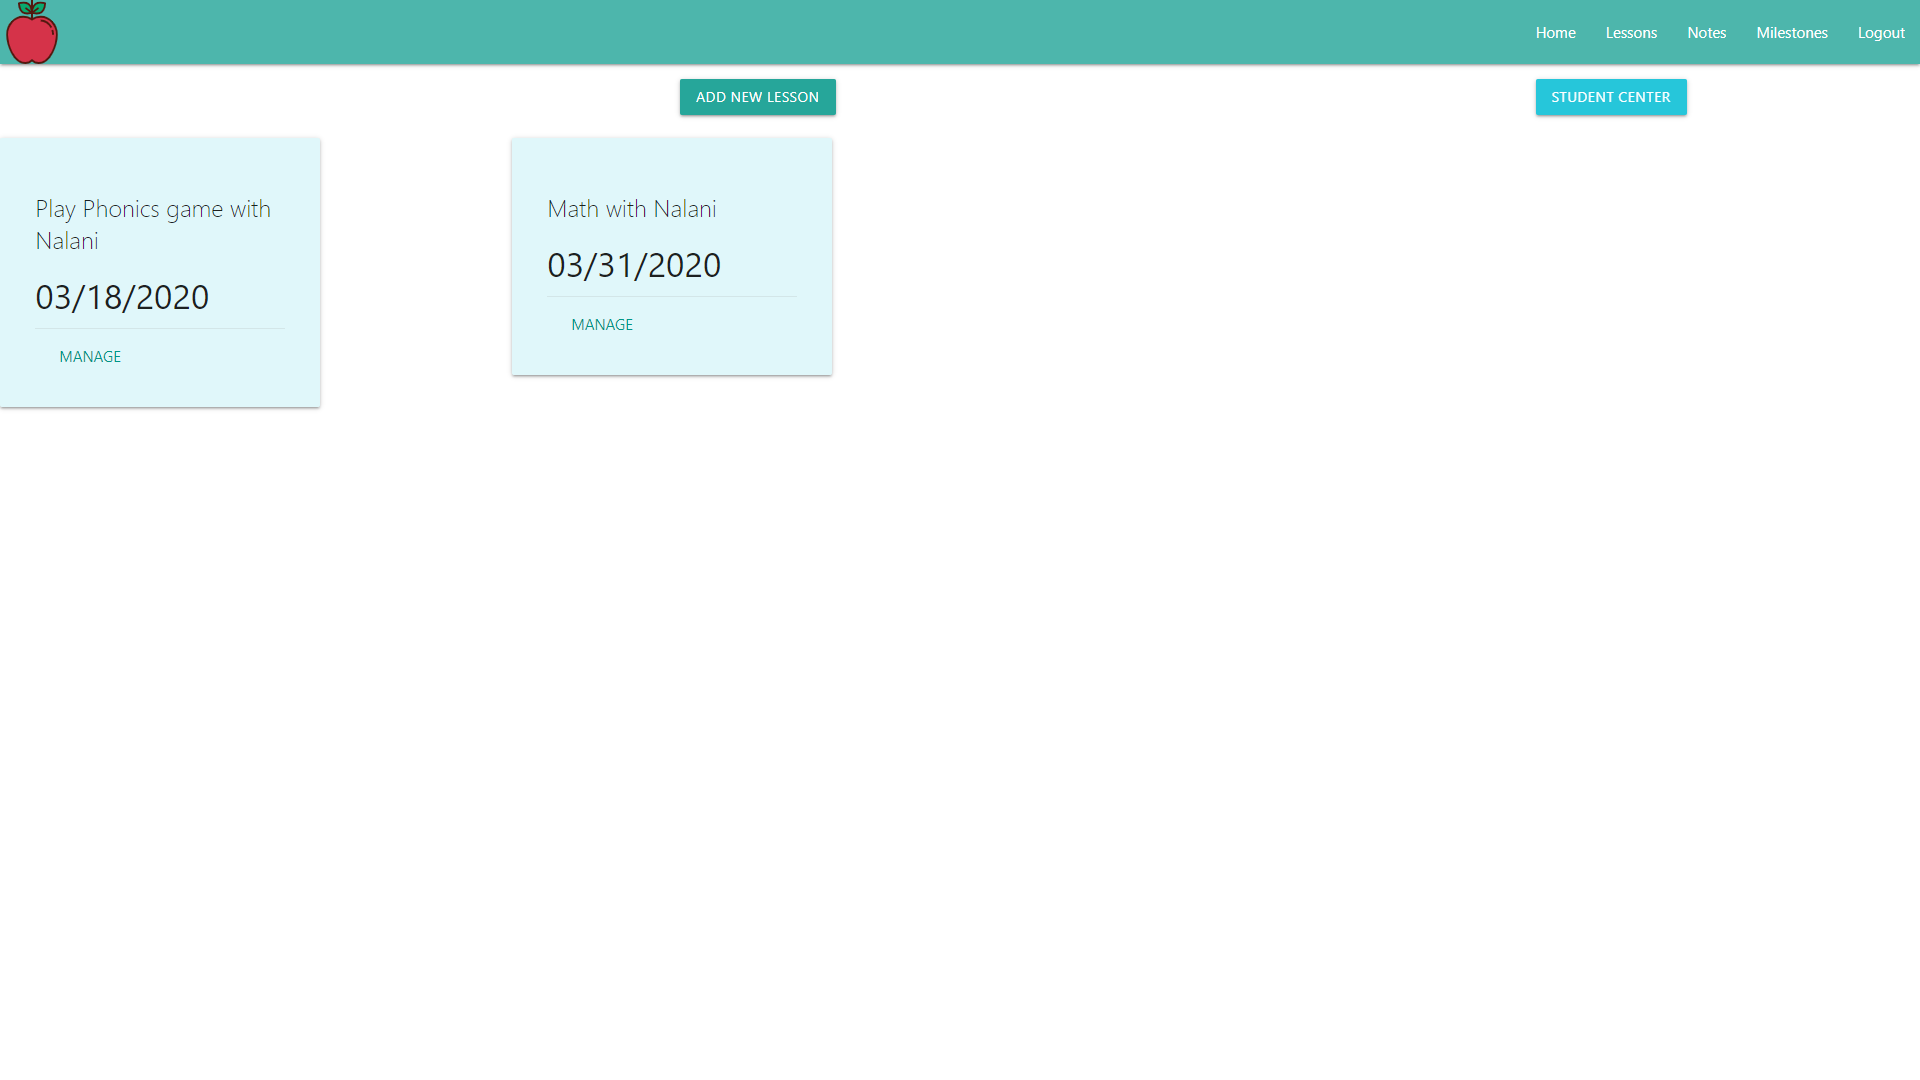 Home Lessons Notes Milestones Logout
ADD NEW LESSON
STUDENT CENTER
Play Phonics game with
Nalani
03/18/2020
MANAGE
Math with Nalani
03/31/2020
MANAGE